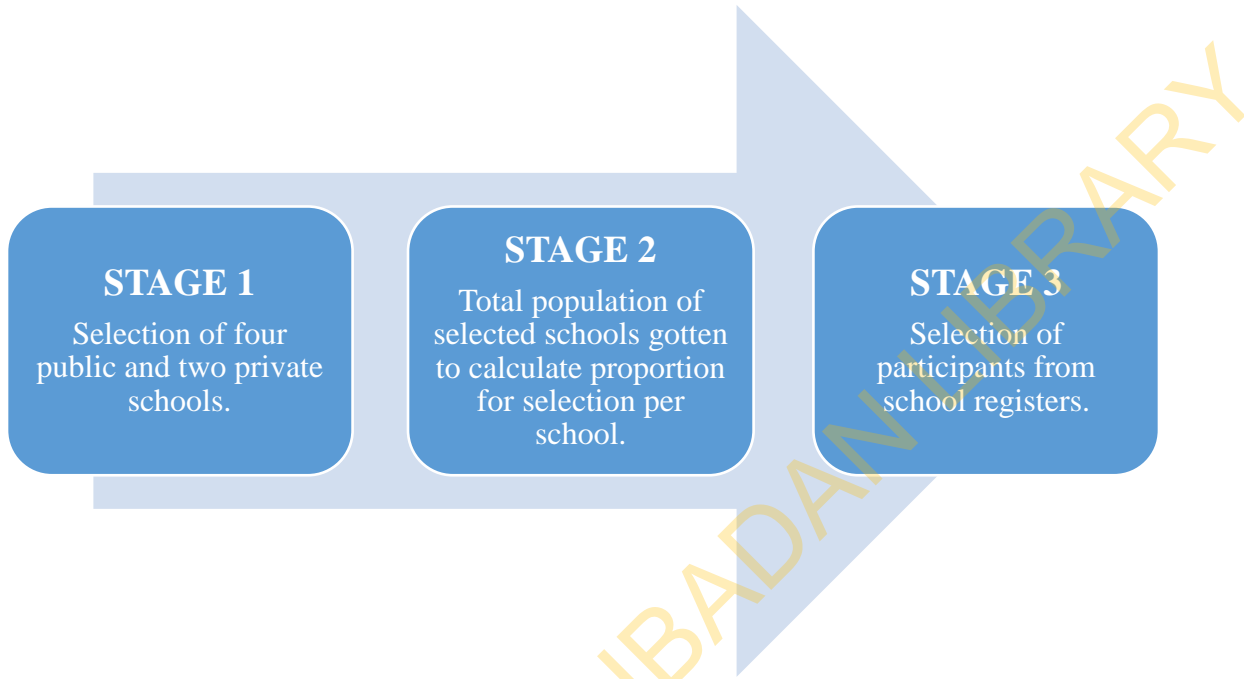 STAGE 1
Selection of four
public and two private
schools.
STAGE 2
Total population of
selected schools gotten
to calculate proportion
for selection per
school.
STAGE 3
Selection of
participants from
school registers.
IBADAN LIBRARY